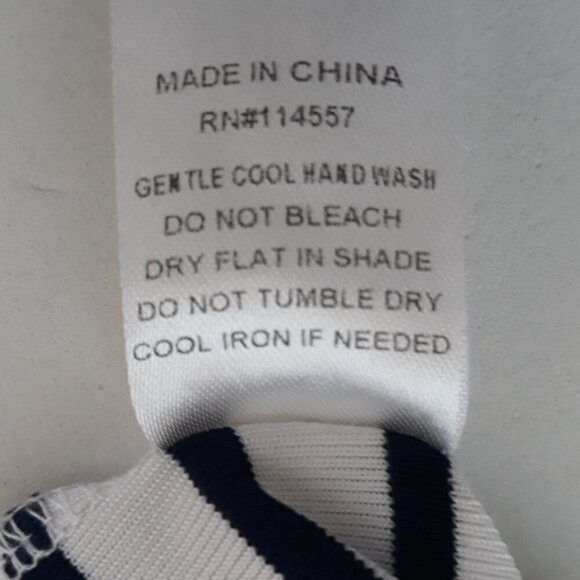 MADE IN CHINA
RN#114557
GENTLE COOL HAND WASH
DO NOT BLEACH
DRY FLAT IN SHADE
DO NOT TUMBLE DRY
COOL IRON IF NEEDED